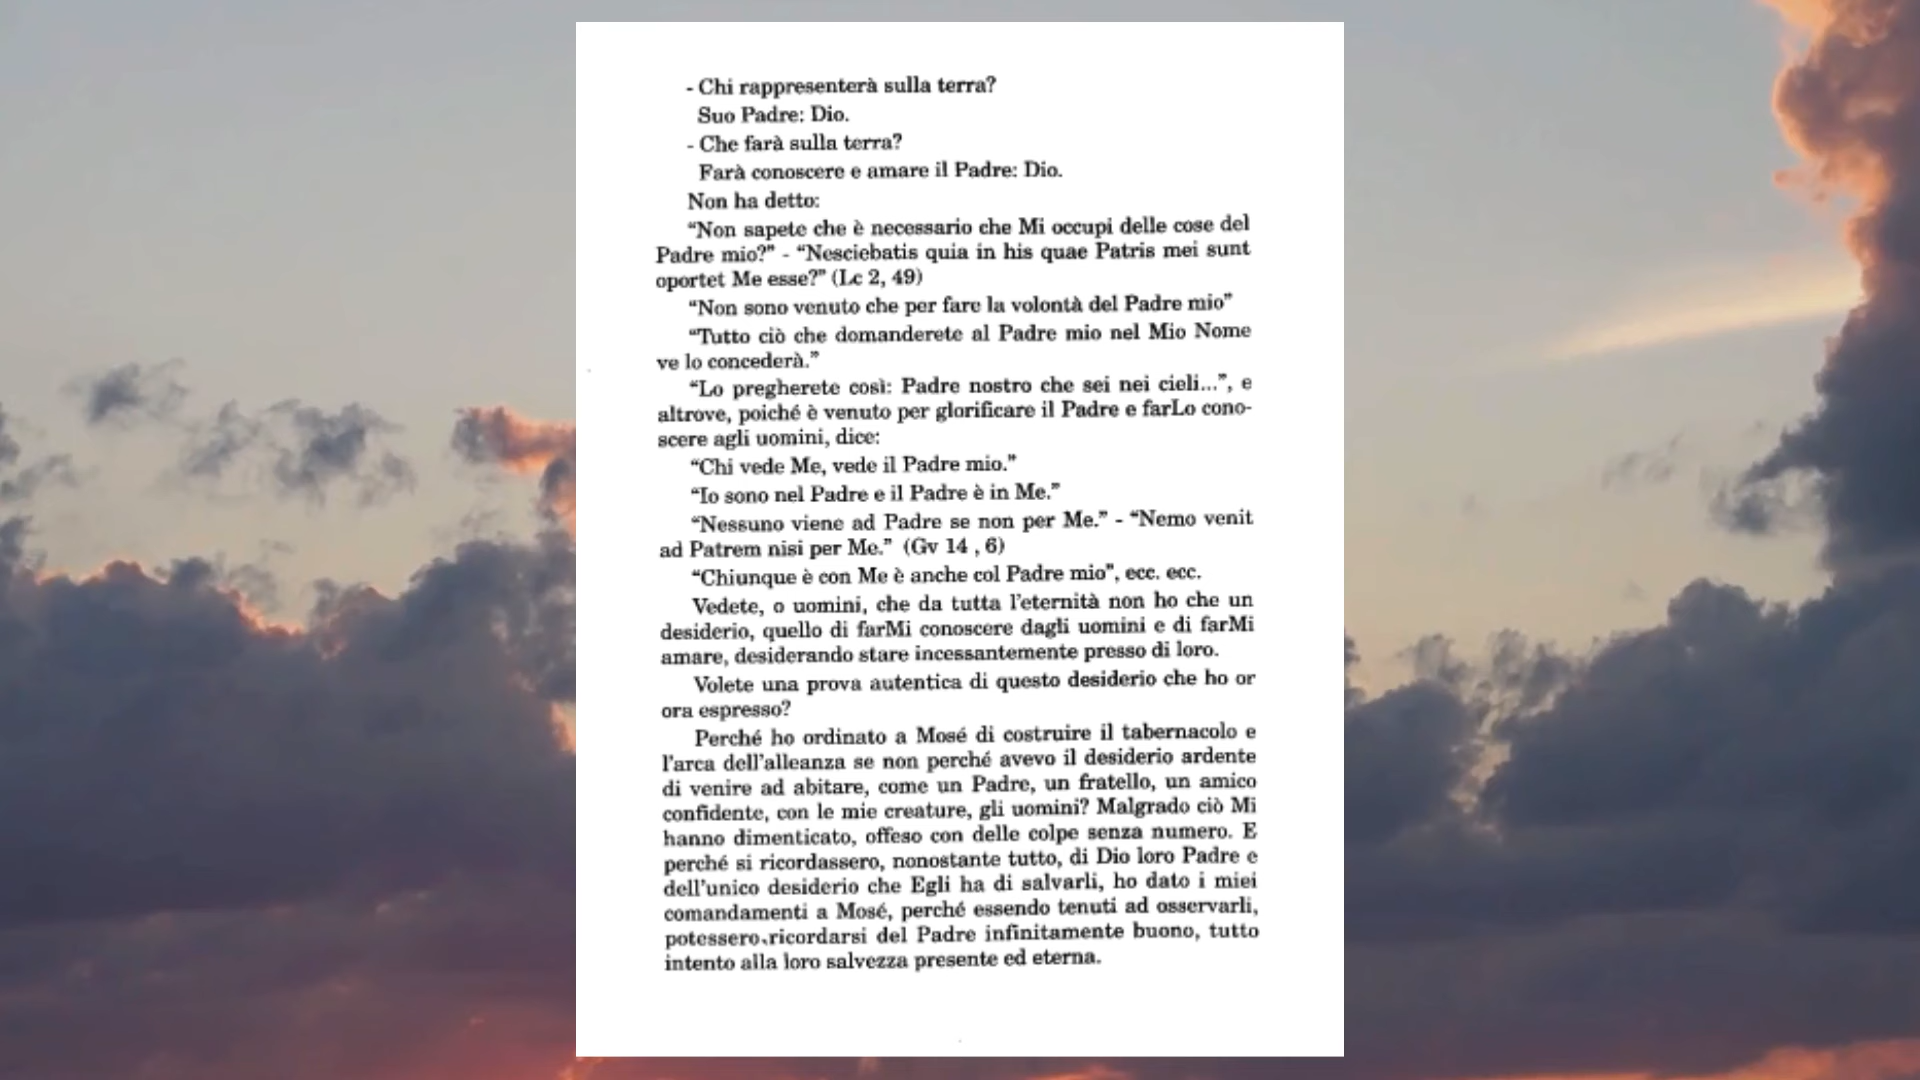 - Chi rappresenterà sulla terra?
Suo Padre: Dio.
- Che farà sulla terra?
Farà conoscere e amare il Padre: Dio.
Non ha detto:
“Non sapete che è necessario che Mi occupi delle cose del
Padre mio?” - “Nesciebatis quia in his quae Patris mei sunt
oportet Me esse?” (Lc 2, 49)
“Non sono venuto che per fare la volontà del Padre mio”
“Tutto ciò che domanderete al Padre mio nel Mio Nome
ve lo concederà.”
“Lo pregherete così: Padre nostro che sei nei cieli...”, e
altrove, poiché è venuto per glorificare il Padre e farLo cono-
scere agli uomini, dice:
“Chi vede Me, vede il Padre mio.”
“Io sono nel Padre e il Padre è in Me.”
“Nessuno viene ad Padre se non per Me.” - “Nemo venit
ad Patrem nisi per Me.” (Gv 14 , 6)
“Chiunque è con Me è anche col Padre mio”, ecc. ecc.
Vedete, o uomini, che da tutta l’eternità non ho che un
desiderio, quello di farMi conoscere dagli uomini e di farMi
amare, desiderando stare incessantemente presso di loro.
Volete una prova autentica di questo desiderio che ho or
ora espresso?
Perché ho ordinato a Mosé di costruire il tabernacolo e
l’arca dell’alleanza se non perché avevo il desiderio ardente
di venire ad abitare, come un Padre, un fratello, un amico
confidente, con le mie creature, gli uomini? Malgrado ciò Mi
hanno dimenticato, offeso con delle colpe senza numero. E
perché si ricordassero, nonostante tutto, di Dio loro Padre e
dell’unico desiderio che Egli ha di salvarli, ho dato i miei
comandamenti a Mosé, perché essendo tenuti ad osservarli,
potessero ricordarsi del Padre infinitamente buono, tutto
intento alla loro salvezza presente ed eterna.